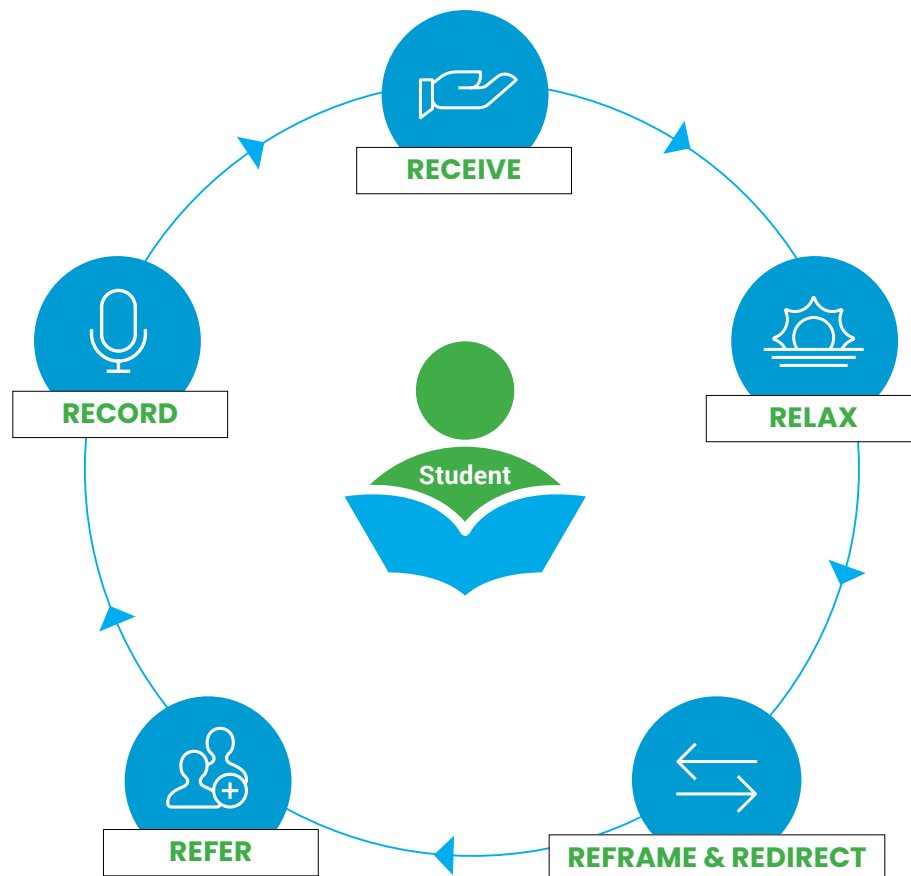 RECEIVE
RECORD
RELAX
Student
REFER
REFRAME & REDIRECT